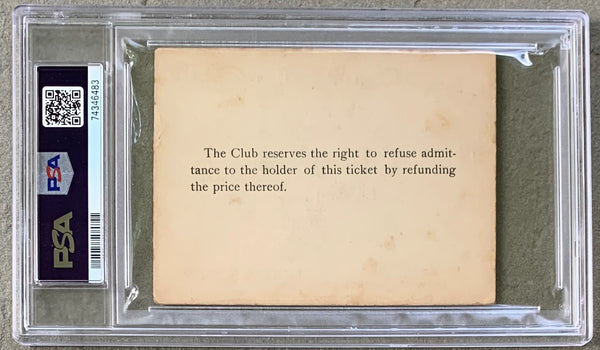 74346483
PSA
PSA
The Club reserves the right to refuse admit-
tance to the holder of this ticket by refunding
the price thereof.